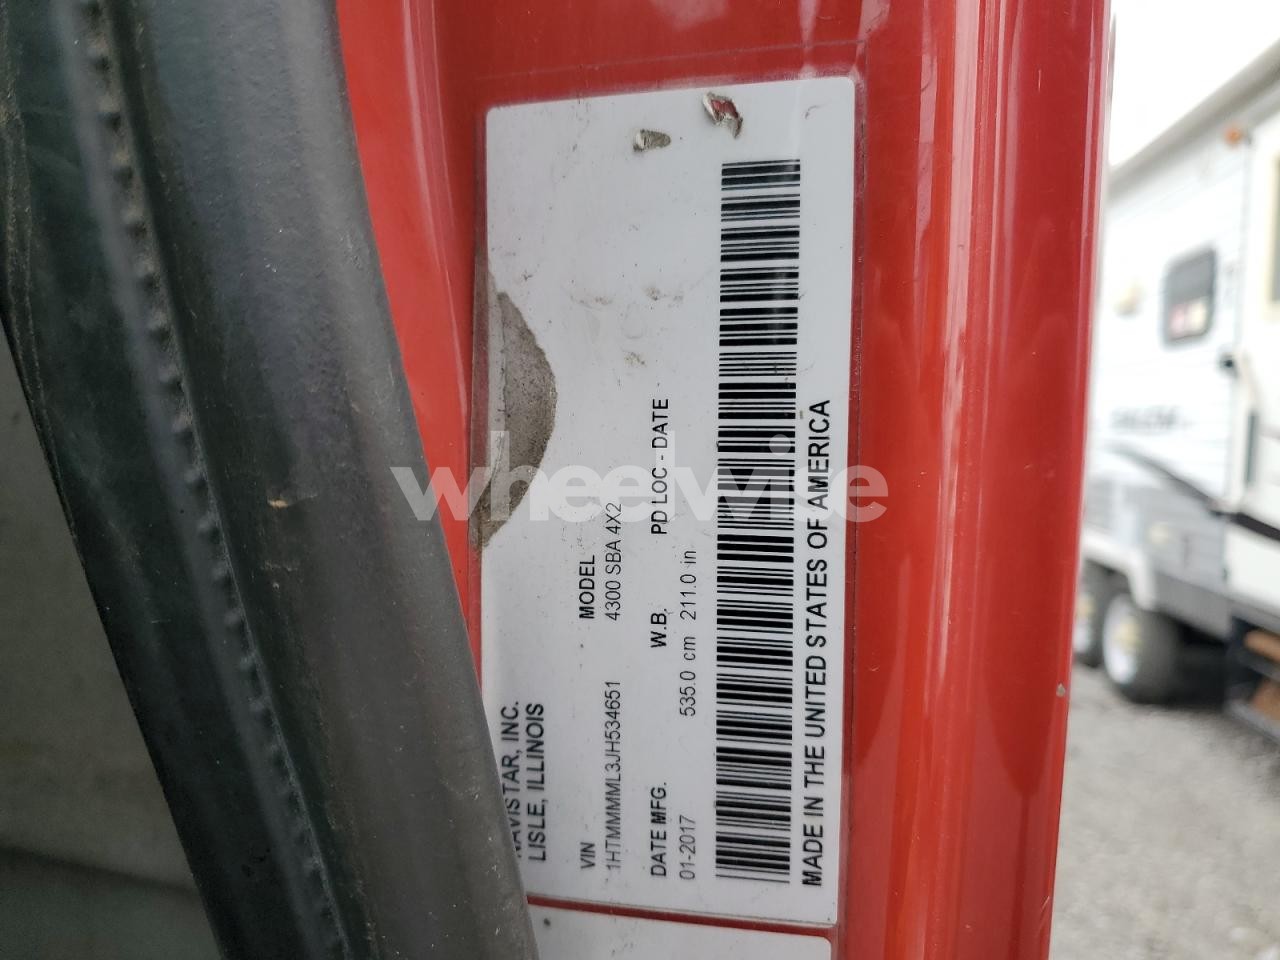 NAVISTAR, INC.
LISLE, ILLINOIS
VIN MODEL
1HTMMMML3JH534651 4300 SBA 4X2
DATE MFG. W.B. PD LOC - DATE
01-2017 535.0 cm 211.0 in
MADE IN THE UNITED STATES OF AMERICA
wheelwise